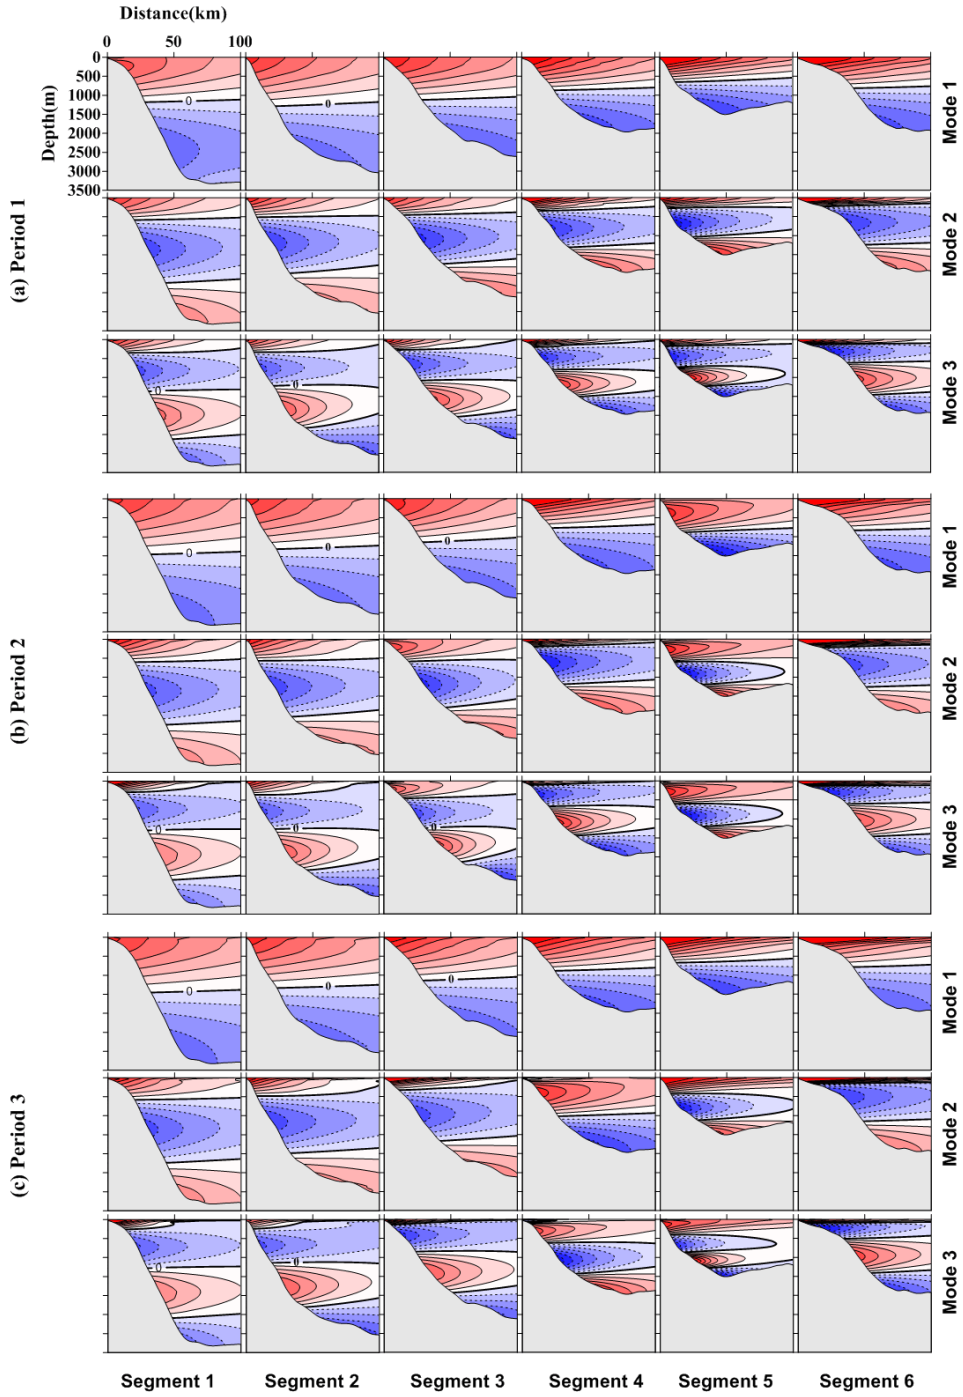 Distance(km)
0 50 100
Depth(m)
0
500
1000
1500
2000
2500
3000
3500
0 0
Mode 1
(a) Period 1
Mode 2
0 0
Mode 3
0 0 0
Mode 1
(b) Period 2
Mode 2
0 0 0
Mode 3
0 0 0
Mode 1
(c) Period 3
Mode 2
0 0
Mode 3
Segment 1 Segment 2 Segment 3 Segment 4 Segment 5 Segment 6